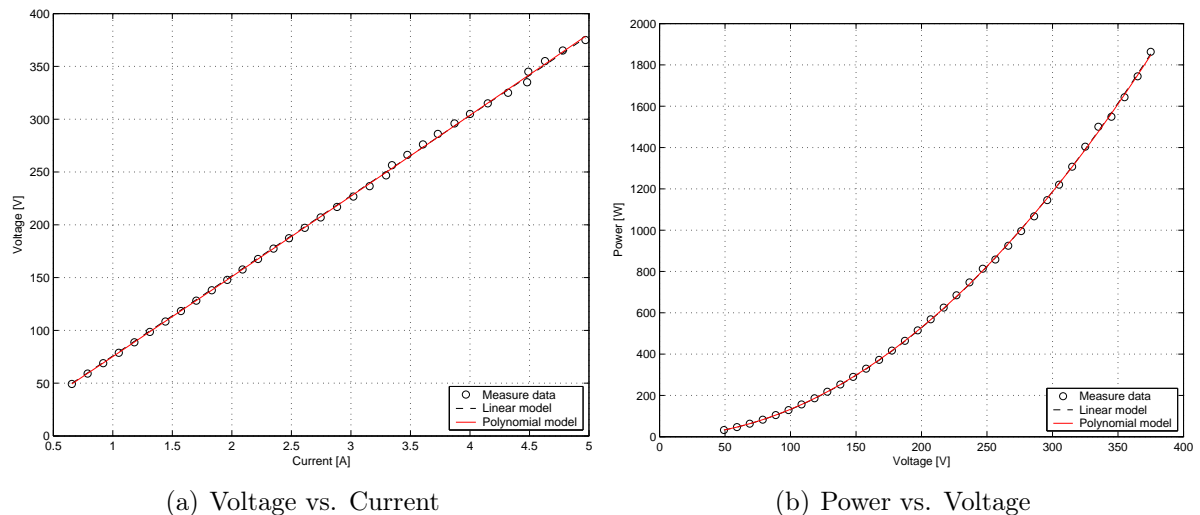 400
350
300
250
200
150
100
50
0
Voltage [V]
0.5 1 1.5 2 2.5 3 3.5 4 4.5 5
Current [A]
Measure data
Linear model
Polynomial model
(a) Voltage vs. Current
2000
1800
1600
1400
1200
1000
800
600
400
200
0
Power [W]
0 50 100 150 200 250 300 350 400
Voltage [V]
Measure data
Linear model
Polynomial model
(b) Power vs. Voltage